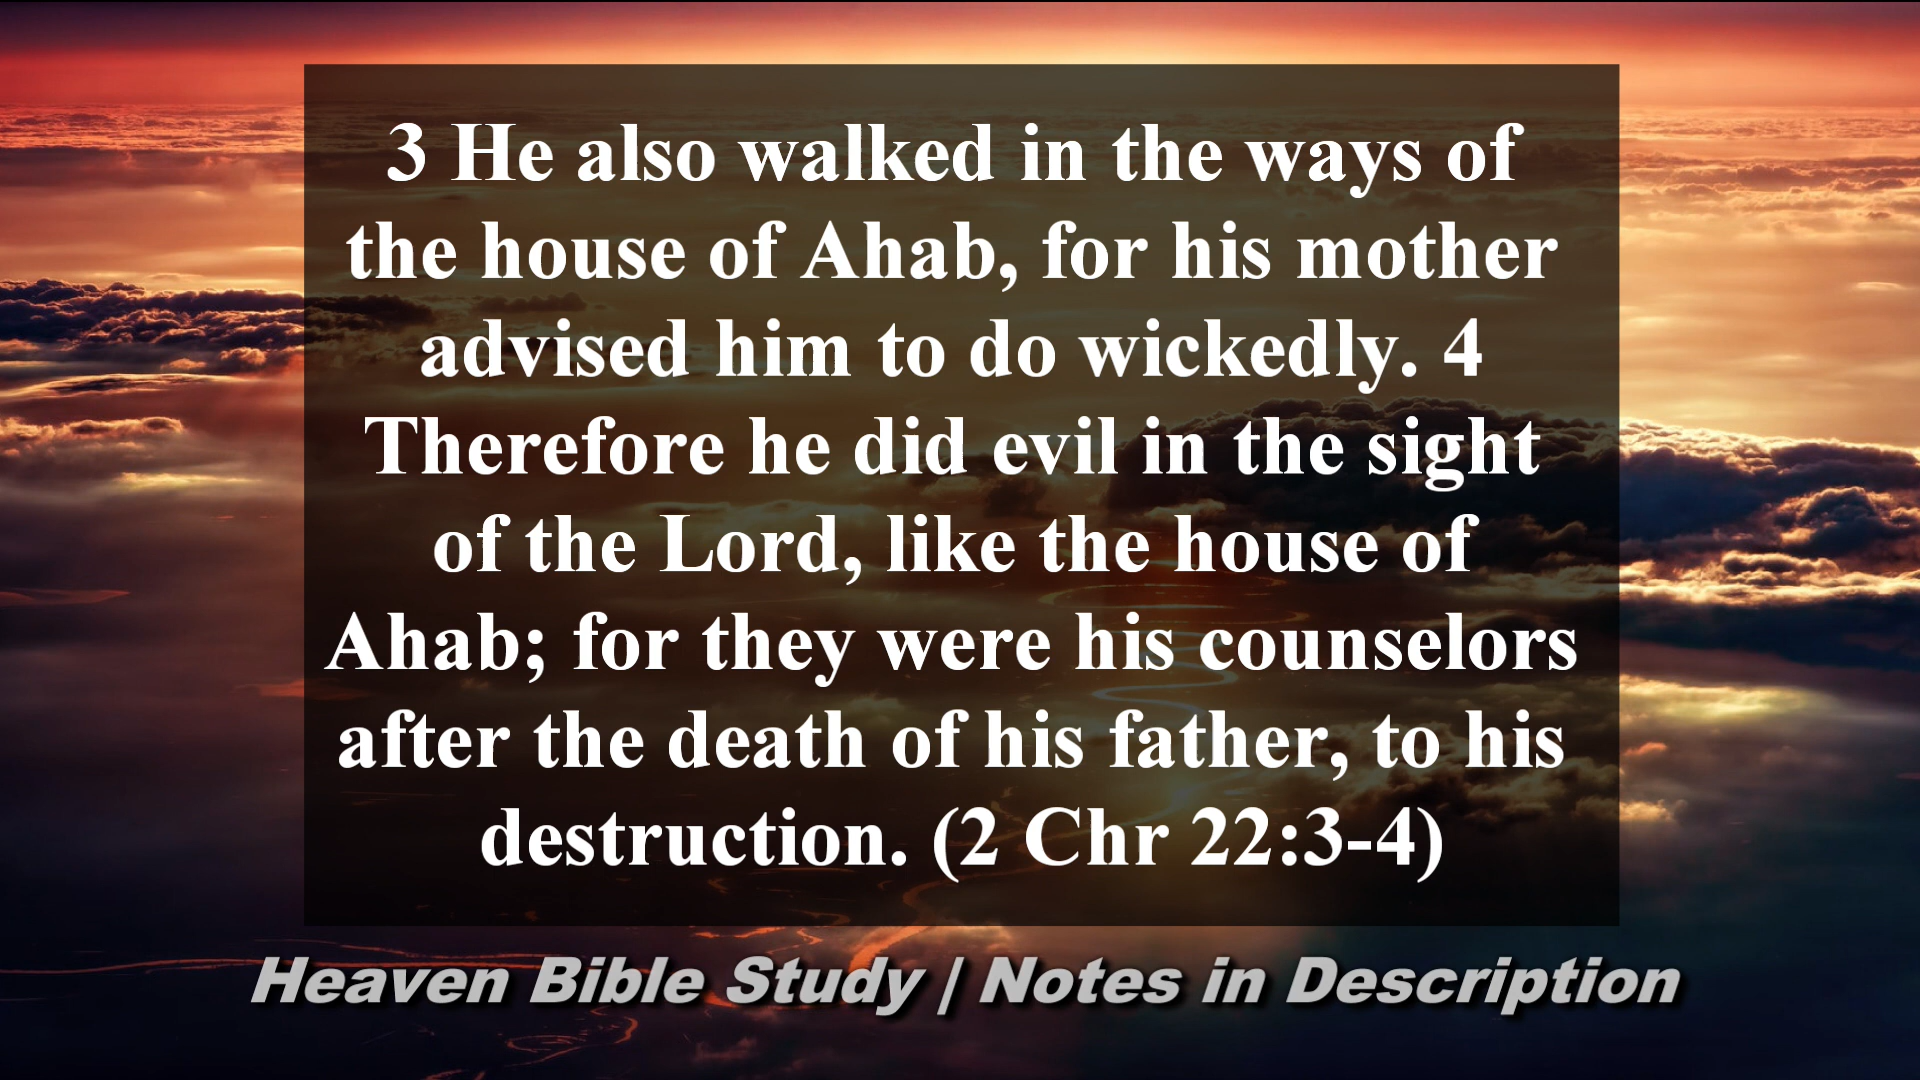 3 He also walked in the ways of
the house of Ahab, for his mother
advised him to do wickedly. 4
Therefore he did evil in the sight
of the Lord, like the house of
Ahab; for they were his counselors
after the death of his father, to his
destruction. (2 Chr 22:3-4)
Heaven Bible Study | Notes in Description